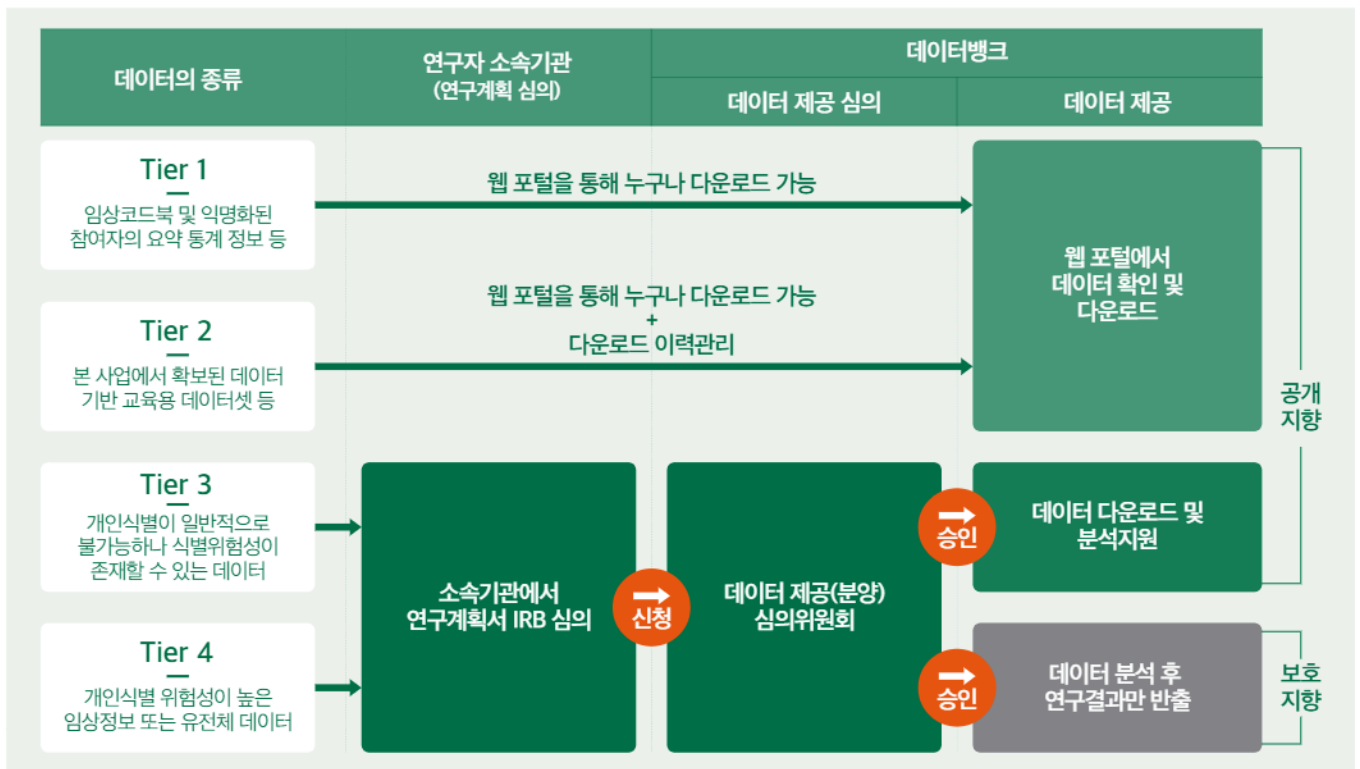 데이터의 종류
연구자 소속기관
(연구계획 심의)
데이터뱅크
데이터 제공 심의
데이터 제공
Tier 1
임상코드북 및 익명화된
참여자의 요약 통계 정보 등
웹 포털을 통해 누구나 다운로드 가능
Tier 2
본 사업에서 확보된 데이터
기반 교육용 데이터셋 등
웹 포털을 통해 누구나 다운로드 가능
+
다운로드 이력관리
웹 포털에서
데이터 확인 및
다운로드
공개
지향
Tier 3
개인식별이 일반적으로
불가능하나 식별위험성이
존재할 수 있는 데이터
Tier 4
개인식별 위험성이 높은
임상정보 또는 유전체 데이터
소속기관에서
연구계획서 IRB 심의
신청
데이터 제공(분양)
심의위원회
승인
데이터 다운로드 및
분석지원
승인
데이터 분석 후
연구결과만 반출
보호
지향